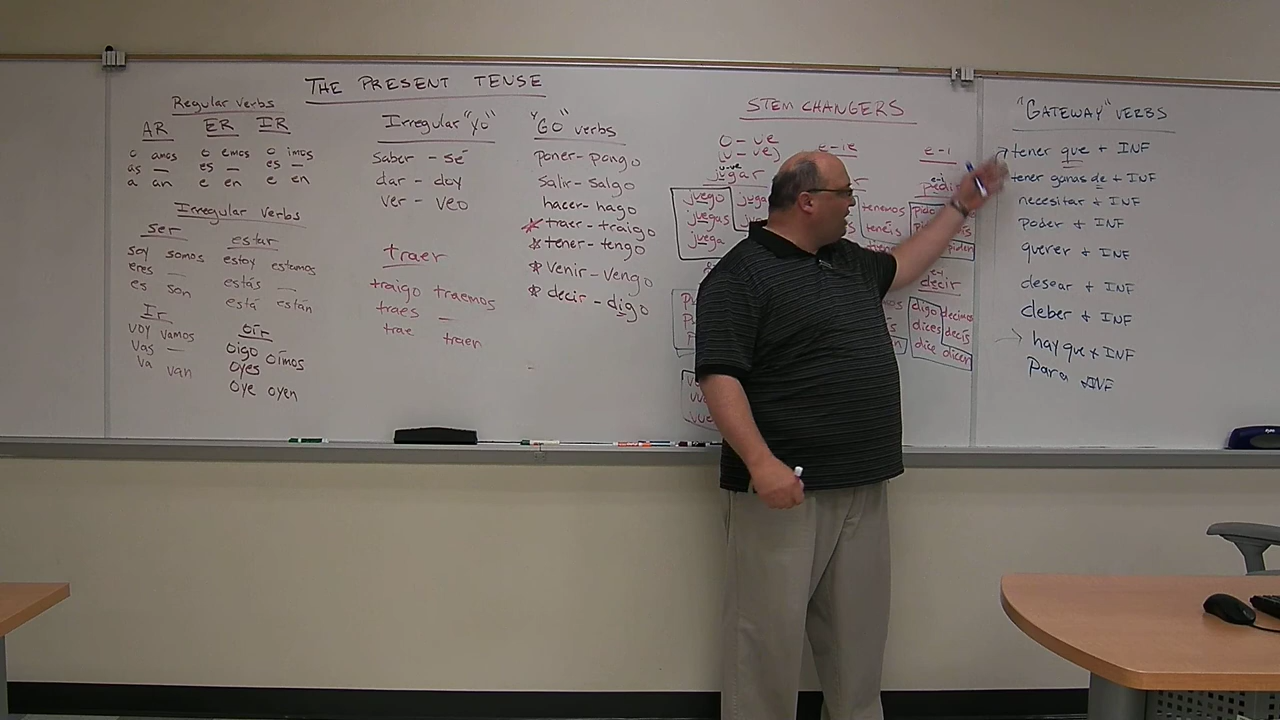 THE PRESENT TENSE
Regular verbs
AR ER IR
o amos o emos o imos
as — es — es —
a an e en e en
Irregular verbs
ser
soy somos
eres —
es son
estar
estoy estamos
estás —
está están
Ir
voy vamos
vas —
va van
oír
oigo oímos
oyes
oye oyen
Irregular "yo"
saber - sé
dar - doy
ver - veo
traer
traigo traemos
traes —
trae traen
"GO" verbs
poner - pongo
salir - salgo
hacer - hago
* traer - traigo
* tener - tengo
* venir - vengo
* decir - digo
STEM CHANGERS
o - ue
(u - ue)
u-ue
jugar
juego
juegas
juega
e - ie
tenemos
tenéis
e - i
e-i
e-i
decir
digo decimos
dices decís
dice dicen
"GATEWAY" VERBS
tener que + INF
tener ganas de + INF
necesitar + INF
poder + INF
querer + INF
desear + INF
deber + INF
hay que + INF
Para + INF